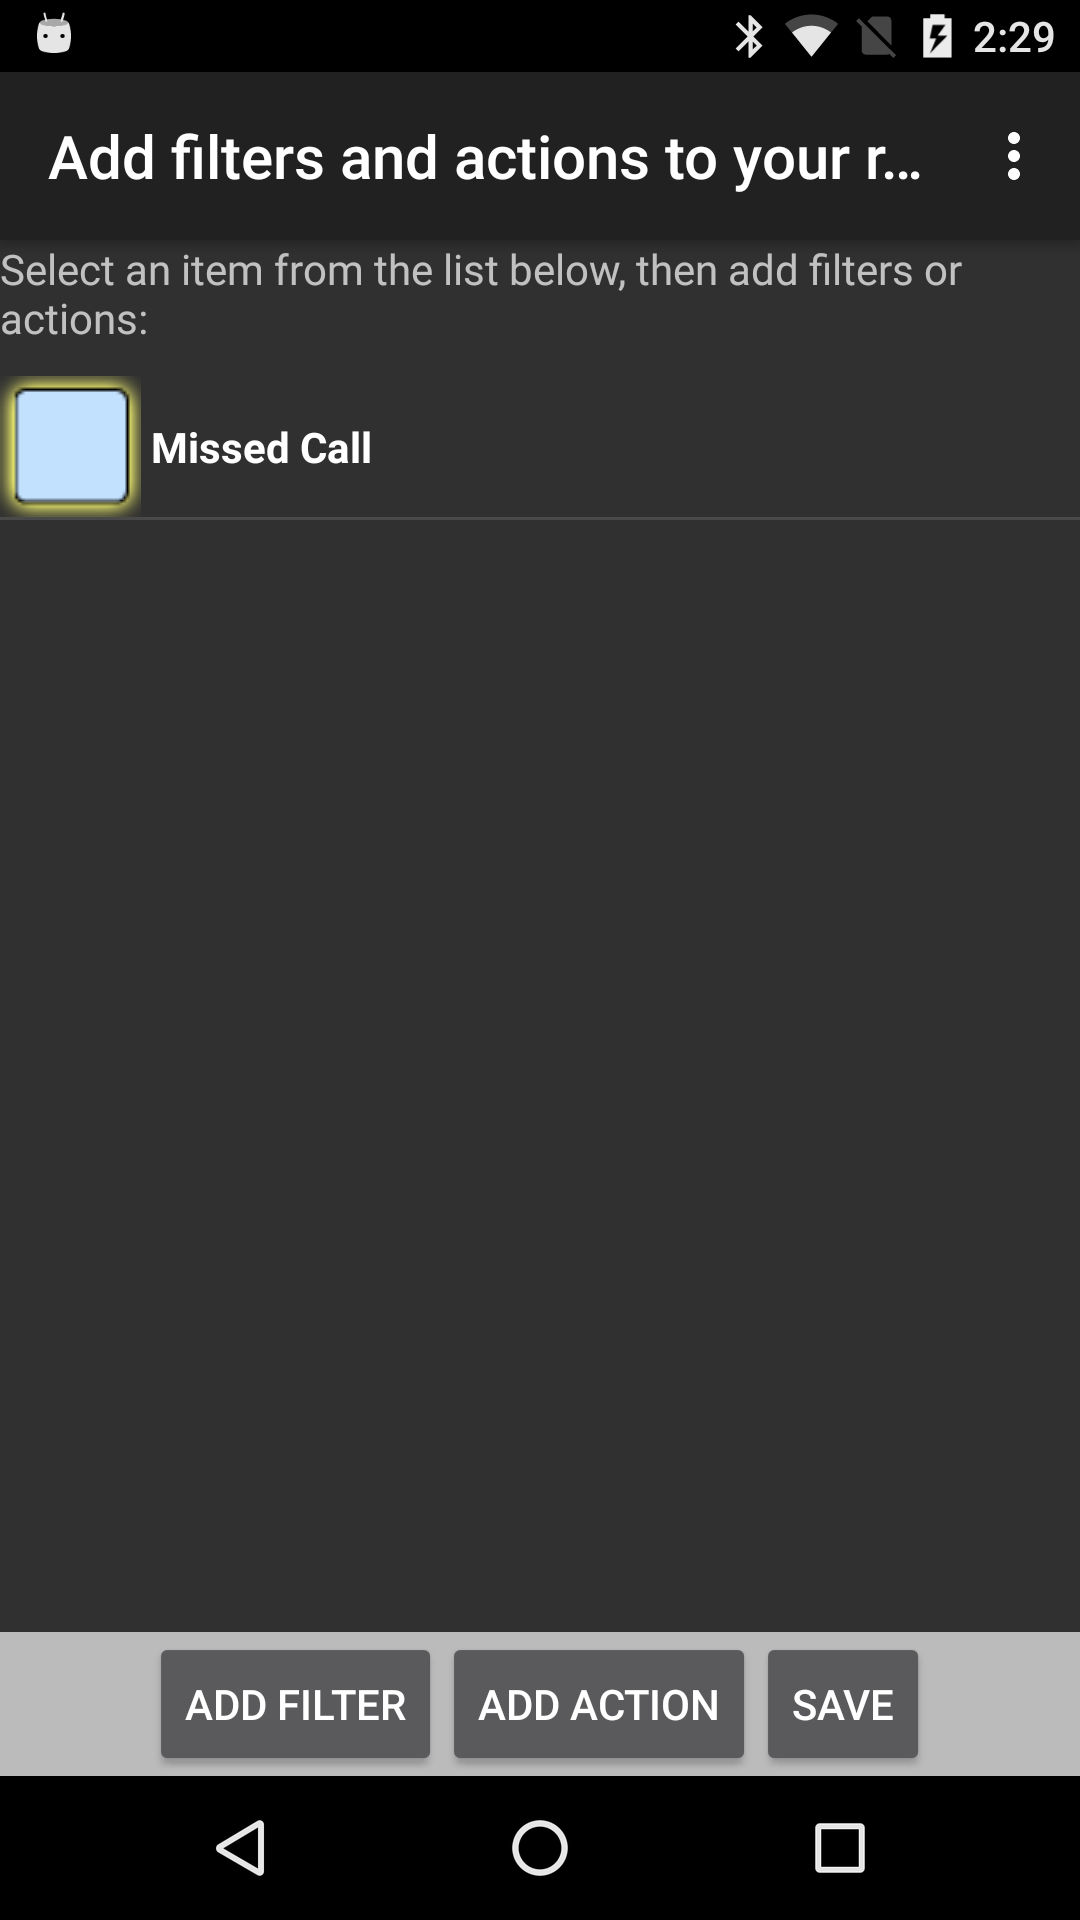 2:29
Add filters and actions to your r...
Select an item from the list below, then add filters or
actions:
Missed Call
ADD FILTER
ADD ACTION
SAVE